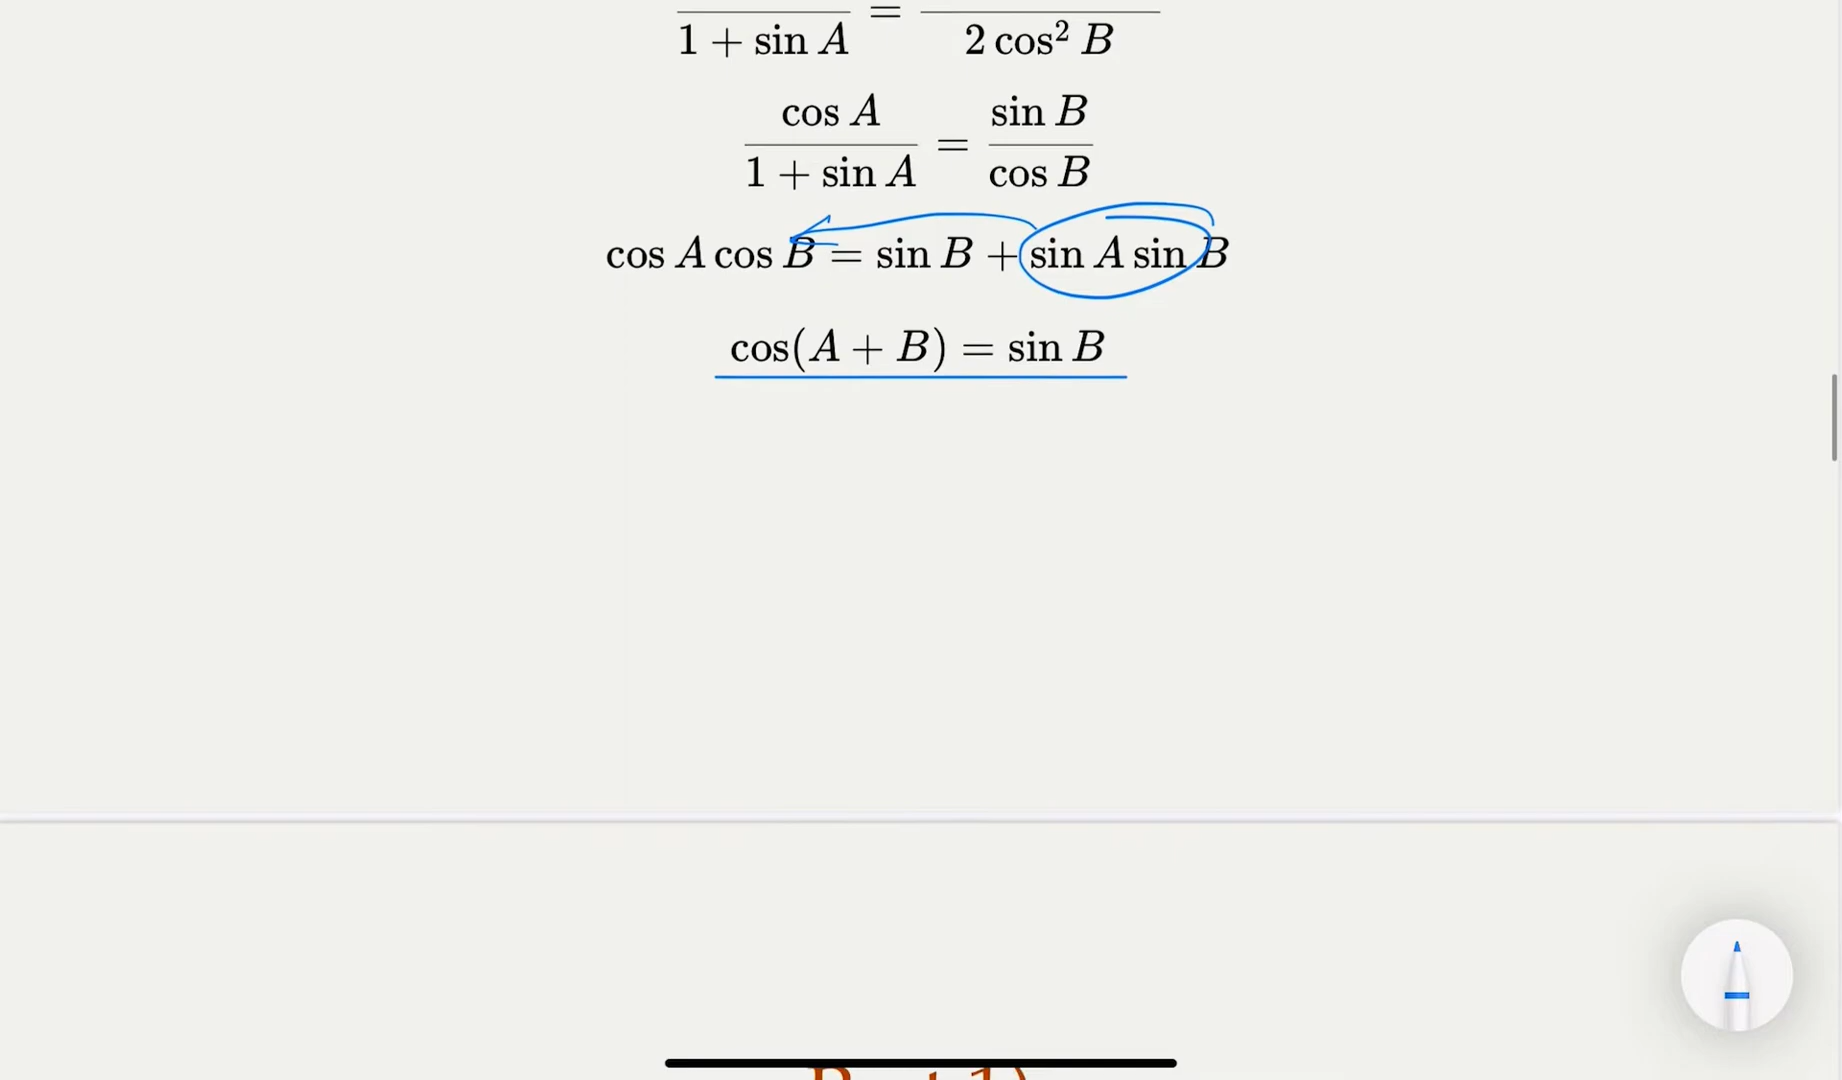 1 + sin A = 2 cos² B
cos A / 1 + sin A = sin B / cos B
cos A cos B = sin B + sin A sin B
cos(A + B) = sin B